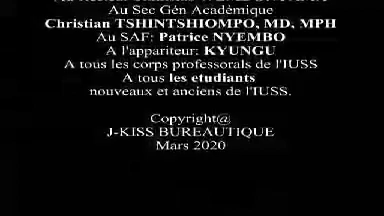 Au Sec Gén Académique
Christian TSHINTSHIOMPO, MD, MPH
Au SAF: Patrice NYEMBO
A l'appariteur: KYUNGU
A tous les corps professorals de l'IUSS
A tous les etudiants
nouveaux et anciens de l'IUSS.
Copyright@
J-KISS BUREAUTIQUE
Mars 2020